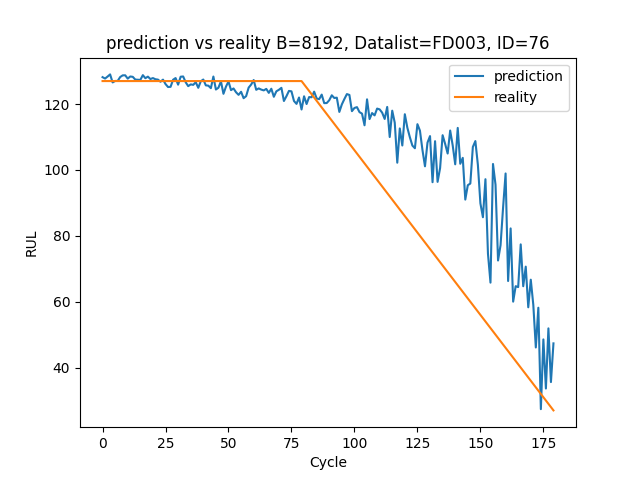 prediction vs reality B=8192, Datalist=FD003, ID=76
prediction
reality
RUL
120
100
80
60
40
0 25 50 75 100 125 150 175
Cycle